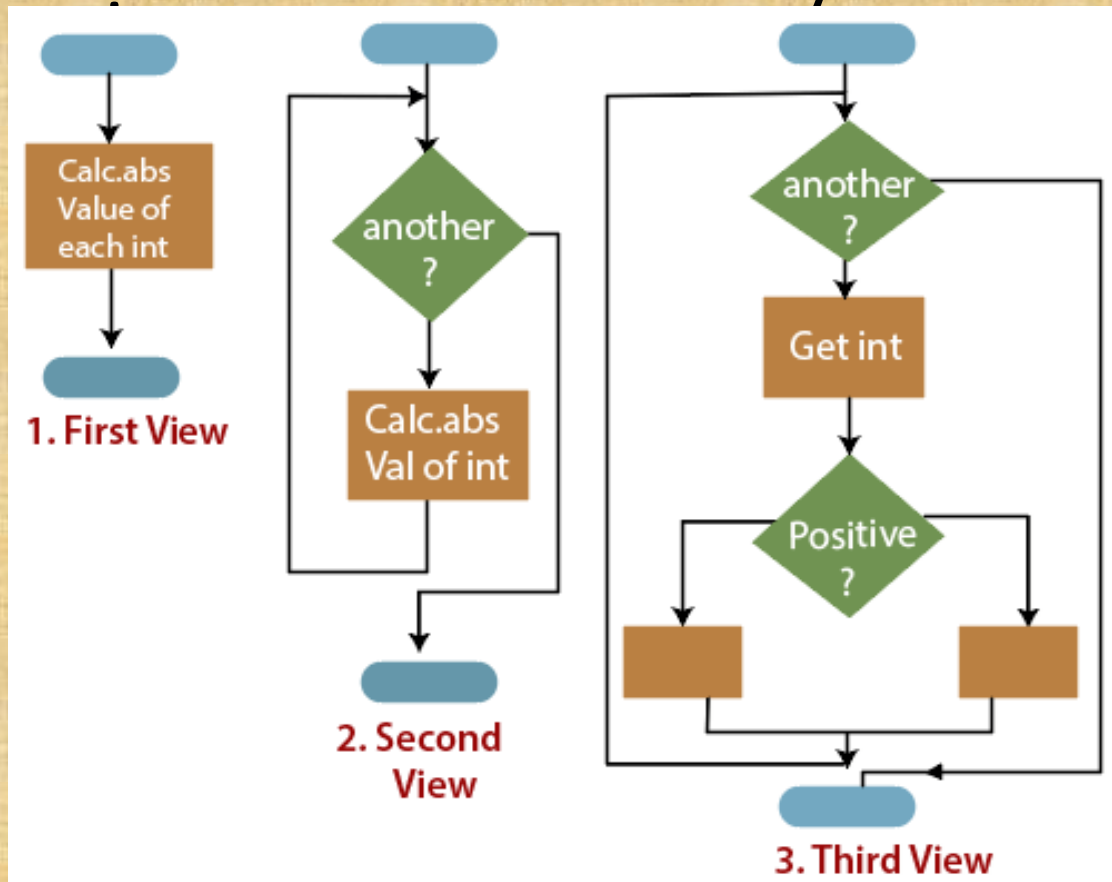 Calc.abs
Value of
each int
1. First View
another
?
Calc.abs
Val of int
2. Second
View
another
?
Get int
Positive
?
3. Third View